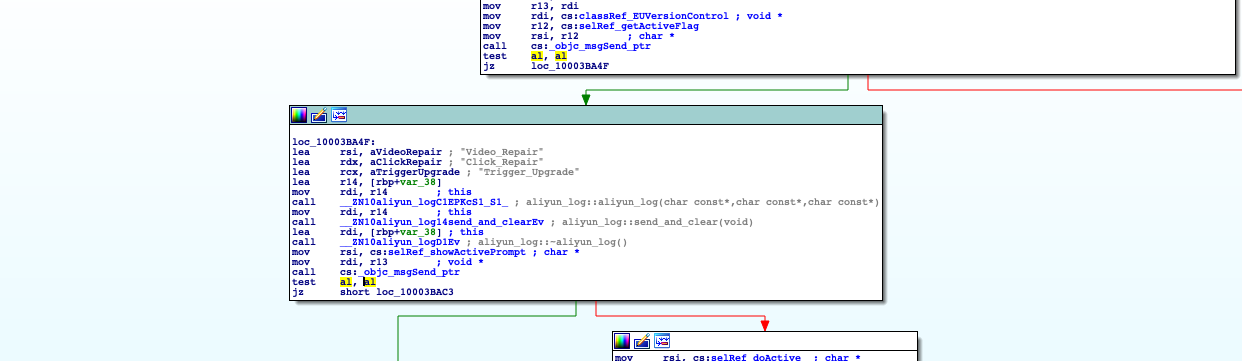 mov r13, rdi
mov rdi, cs:classRef_EUVersionControl ; void *
mov r12, cs:selRef_getActiveFlag
mov rsi, r12 ; char *
call cs:_objc_msgSend_ptr
test al, al
jz loc_10003BA4F
loc_10003BA4F:
lea rsi, aVideoRepair ; "Video_Repair"
lea rdx, aClickRepair ; "Click_Repair"
lea rcx, aTriggerUpgrade ; "Trigger_Upgrade"
lea r14, [rbp+var_38]
mov rdi, r14 ; this
call __ZN10aliyun_logC1EPKcS1_S1_ ; aliyun_log::aliyun_log(char const*,char const*,char const*)
mov rdi, r14 ; this
call __ZN10aliyun_log14send_and_clearEv ; aliyun_log::send_and_clear(void)
lea rdi, [rbp+var_38] ; this
call __ZN10aliyun_logD1Ev ; aliyun_log::~aliyun_log()
mov rsi, cs:selRef_showActivePrompt ; char *
mov rdi, r13 ; void *
call cs:_objc_msgSend_ptr
test al, al
jz short loc_10003BAC3
mov rsi, cs:selRef_doActive ; char *